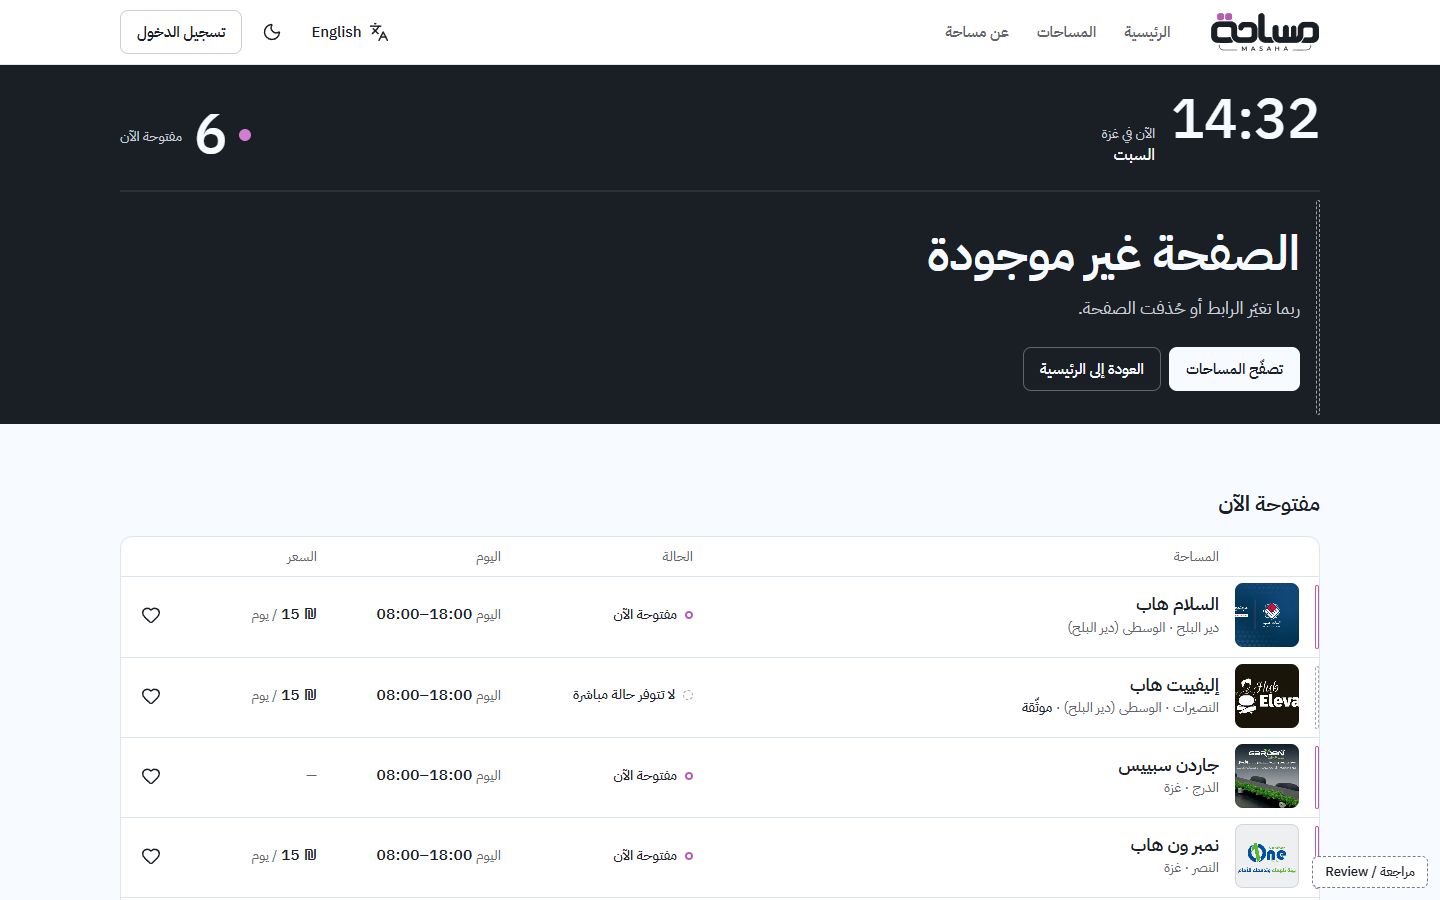 مساحة
MASAHA
الرئيسية
المساحات
عن مساحة
English
تسجيل الدخول
14:32
الآن في غزة
السبت
6 مفتوحة الآن
الصفحة غير موجودة
ربما تغيّر الرابط أو حُذفت الصفحة.
تصفّح المساحات
العودة إلى الرئيسية
مفتوحة الآن
المساحة الحالة اليوم السعر
السلام هاب
دير البلح · الوسطى (دير البلح)
مفتوحة الآن
اليوم 08:00–18:00
₪ 15 / يوم
إليفييت هاب
النصيرات · الوسطى (دير البلح) · موثّقة
لا تتوفر حالة مباشرة
اليوم 08:00–18:00
₪ 15 / يوم
Hub
Eleva
جاردن سبييس
الدرج · غزة
مفتوحة الآن
اليوم 08:00–18:00
—
GARDEN
نمبر ون هاب
النصر · غزة
مفتوحة الآن
اليوم 08:00–18:00
₪ 15 / يوم
One
مراجعة / Review